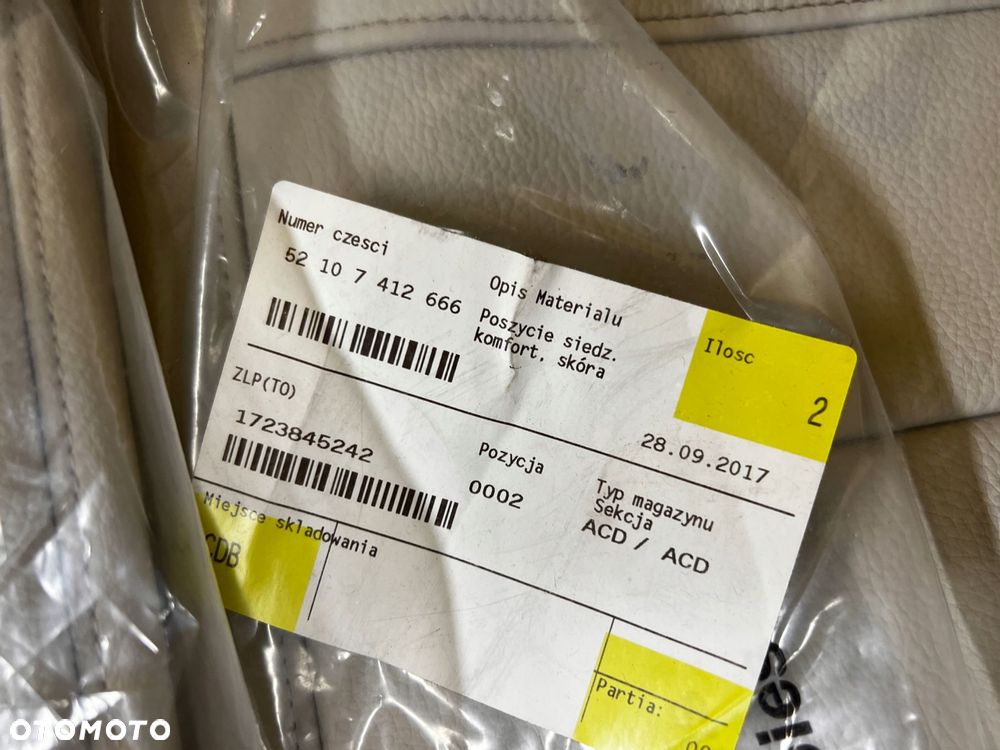 Numer czesci
52 10 7 412 666
Opis Materialu
Poszycie siedz.
komfort, skóra
Ilosc
2
28.09.2017
ZLP(TO)
1723845242
Pozycja
0002
Typ magazynu
Sekcja
ACD / ACD
Miejsce skladowania
CDB
Partia:
OTOMOTO